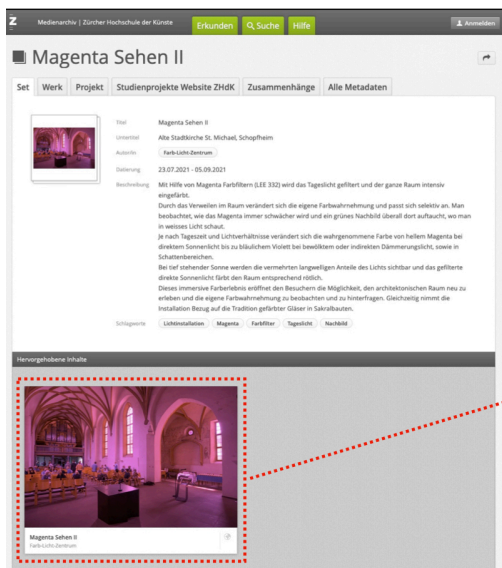 Z Medienarchiv | Zürcher Hochschule der Künste Erkunden Suche Hilfe Anmelden
Magenta Sehen II
Set Werk Projekt Studienprojekte Website ZHdK Zusammenhänge Alle Metadaten
Titel Magenta Sehen II
Untertitel Alte Stadtkirche St. Michael, Schopfheim
AutorIn Farb-Licht-Zentrum
Datierung 23.07.2021 - 05.09.2021
Beschreibung Mit Hilfe von Magenta Farbfiltern (LEE 332) wird das Tageslicht gefiltert und der ganze Raum intensiv
eingefärbt.
Durch das Verweilen im Raum verändert sich die eigene Farbwahrnehmung und passt sich selektiv an. Man
beobachtet, wie das Magenta immer schwächer wird und ein grünes Nachbild überall dort auftaucht, wo man
in weisses Licht schaut.
Je nach Tageszeit und Lichtverhältnisse verändert sich die wahrgenommene Farbe von hellem Magenta bei
direktem Sonnenlicht bis zu bläulichem Violett bei bewölktem oder indirekten Dämmerungslicht, sowie in
Schattenbereichen.
Bei tief stehender Sonne werden die vermehrten langwelligen Anteile des Lichts sichtbar und das gefilterte
direkte Sonnenlicht färbt den Raum entsprechend rötlich.
Dieses immersive Farberlebnis eröffnet den Besuchern die Möglichkeit, den architektonischen Raum neu zu
erleben und die eigene Farbwahrnehmung zu beobachten und zu hinterfragen. Gleichzeitig nimmt die
Installation Bezug auf die Tradition gefärbter Gläser in Sakralbauten.
Schlagworte Lichtinstallation Magenta Farbfilter Tageslicht Nachbild
Hervorgehobene Inhalte
Magenta Sehen II
Farb-Licht-Zentrum